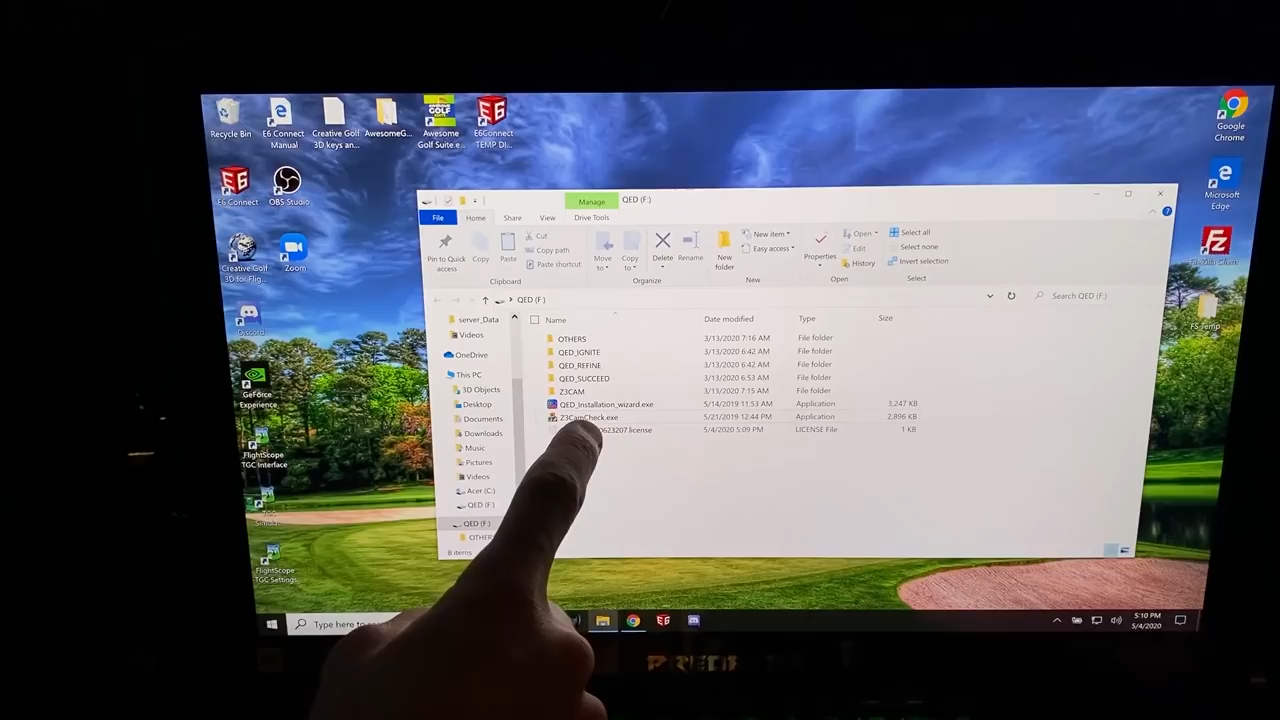 Recycle Bin
E6 Connect
Manual
Creative Golf
3D keys an...
AwesomeG...
AWESOME
GOLF
SUITE
Awesome
Golf Suite.e...
E6Connect
TEMP DI...
Google
Chrome
E6 Connect
OBS Studio
Microsoft
Edge
Creative Golf
3D for Flig...
Zoom
FS Temp
Discord
GeForce
Experience
FlightScope
TGC Interface
FlightScope
TGC Settings
Manage
QED (F:)
File
Home
Share
View
Drive Tools
Pin to Quick
access
Copy
Paste
Cut
Copy path
Paste shortcut
Clipboard
Move
to
Copy
to
Delete
Rename
Organize
New
folder
New item
Easy access
New
Properties
Open
Edit
History
Open
Select all
Select none
Invert selection
Select
QED (F:)
Search QED (F:)
server_Data
Videos
OneDrive
This PC
3D Objects
Desktop
Documents
Downloads
Music
Pictures
Videos
Acer (C:)
QED (F:)
QED (F:)
OTHER
8 items
Name Date modified Type Size
OTHERS 3/13/2020 7:16 AM File folder
QED_IGNITE 3/13/2020 6:42 AM File folder
QED_REFINE 3/13/2020 6:42 AM File folder
QED_SUCCEED 3/13/2020 6:53 AM File folder
Z3CAM 3/13/2020 7:15 AM File folder
QED_Installation_wizard.exe 5/14/2019 11:53 AM Application 3,247 KB
Z3CamCheck.exe 5/21/2019 12:44 PM Application 2,896 KB
0623207.license 5/4/2020 5:09 PM LICENSE File 1 KB
Type here to
5:10 PM
5/4/2020